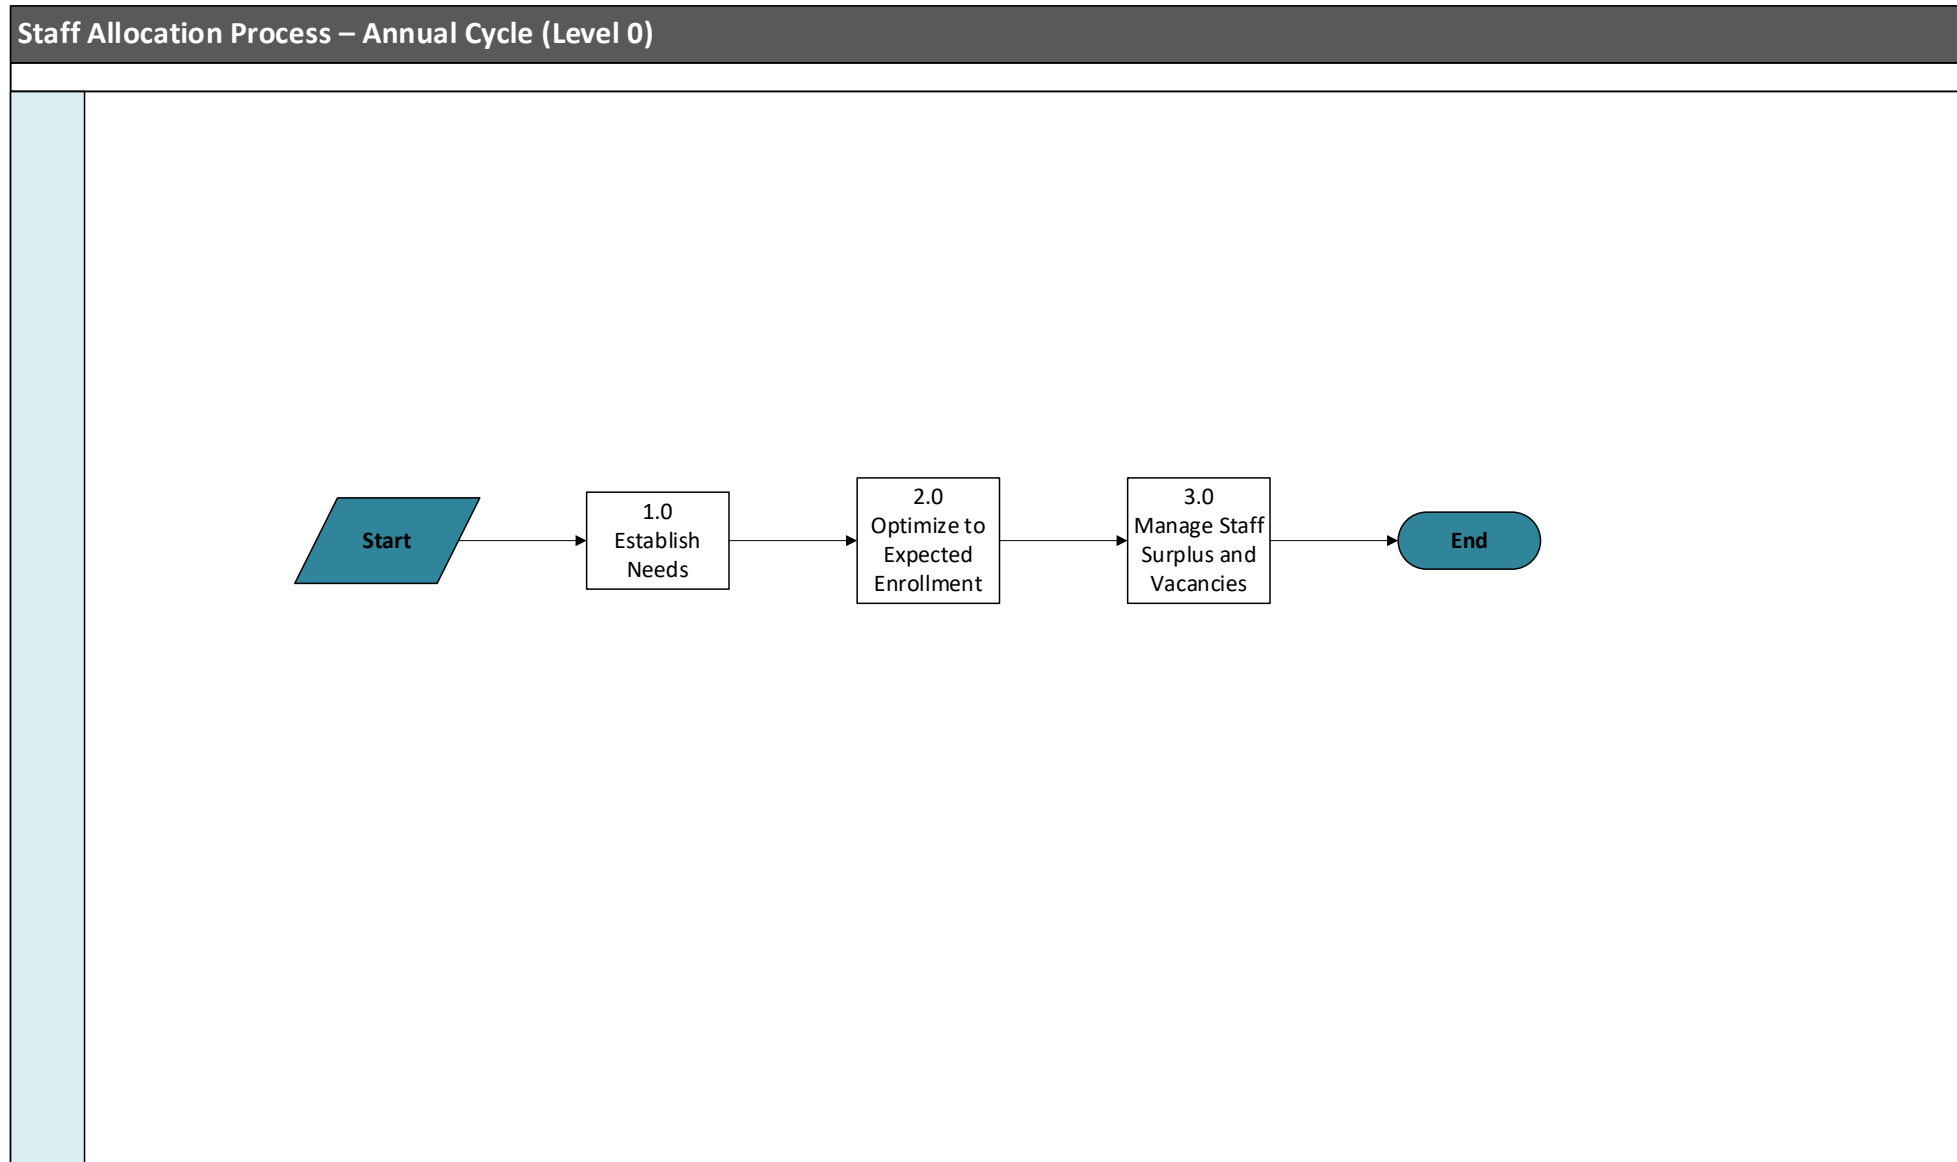 Staff Allocation Process – Annual Cycle (Level 0)
Start
1.0
Establish
Needs
2.0
Optimize to
Expected
Enrollment
3.0
Manage Staff
Surplus and
Vacancies
End